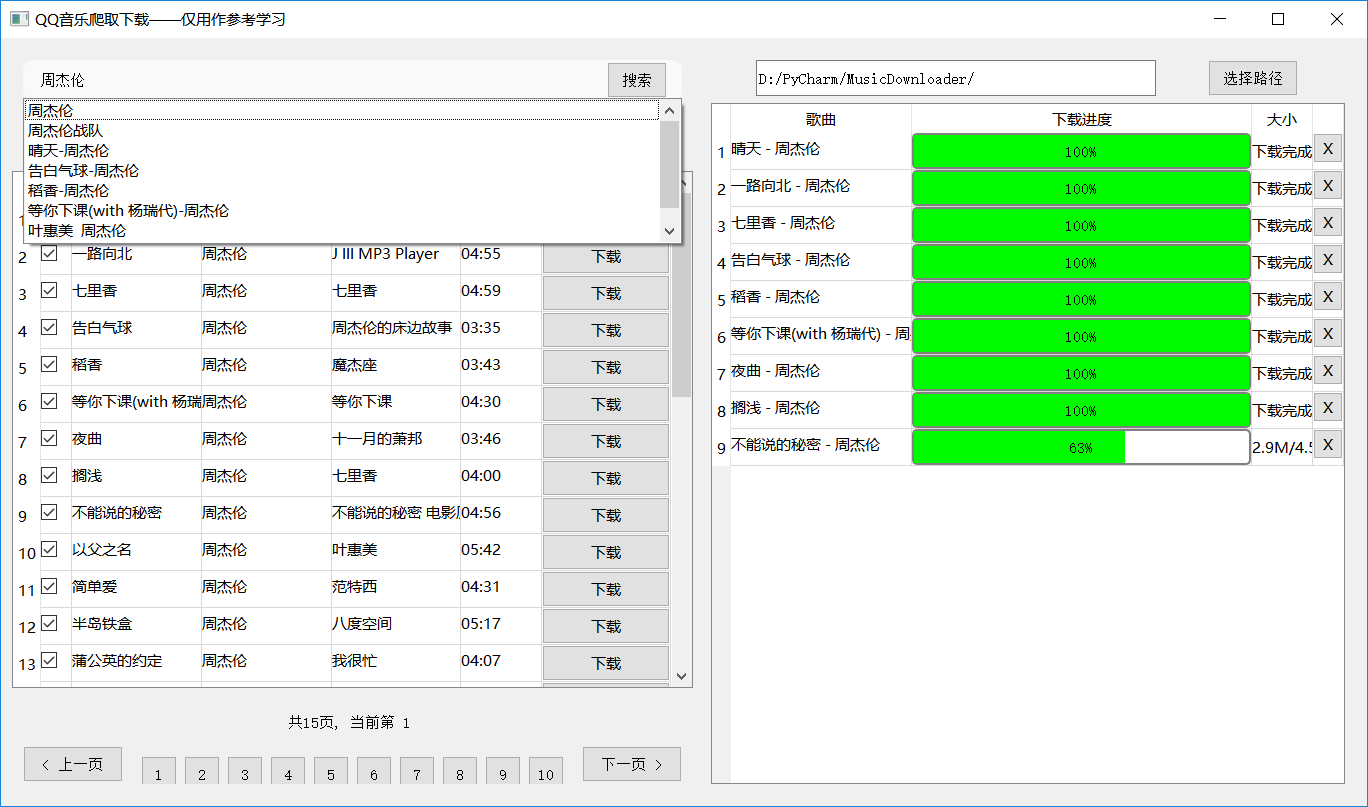 QQ音乐爬取下载——仅用作参考学习
周杰伦 搜索
周杰伦
周杰伦战队
晴天-周杰伦
告白气球-周杰伦
稻香-周杰伦
等你下课(with 杨瑞代)-周杰伦
叶惠美 周杰伦
2 一路向北 周杰伦 J III MP3 Player 04:55 下载
3 七里香 周杰伦 七里香 04:59 下载
4 告白气球 周杰伦 周杰伦的床边故事 03:35 下载
5 稻香 周杰伦 魔杰座 03:43 下载
6 等你下课(with 杨瑞 周杰伦 等你下课 04:30 下载
7 夜曲 周杰伦 十一月的萧邦 03:46 下载
8 搁浅 周杰伦 七里香 04:00 下载
9 不能说的秘密 周杰伦 不能说的秘密 电影 04:56 下载
10 以父之名 周杰伦 叶惠美 05:42 下载
11 简单爱 周杰伦 范特西 04:31 下载
12 半岛铁盒 周杰伦 八度空间 05:17 下载
13 蒲公英的约定 周杰伦 我很忙 04:07 下载
共15页, 当前第 1
< 上一页 1 2 3 4 5 6 7 8 9 10 下一页 >
D:/PyCharm/MusicDownloader/ 选择路径
歌曲 下载进度 大小
1 晴天 - 周杰伦 100% 下载完成 X
2 一路向北 - 周杰伦 100% 下载完成 X
3 七里香 - 周杰伦 100% 下载完成 X
4 告白气球 - 周杰伦 100% 下载完成 X
5 稻香 - 周杰伦 100% 下载完成 X
6 等你下课(with 杨瑞代) - 周 100% 下载完成 X
7 夜曲 - 周杰伦 100% 下载完成 X
8 搁浅 - 周杰伦 100% 下载完成 X
9 不能说的秘密 - 周杰伦 63% 2.9M/4.5 X